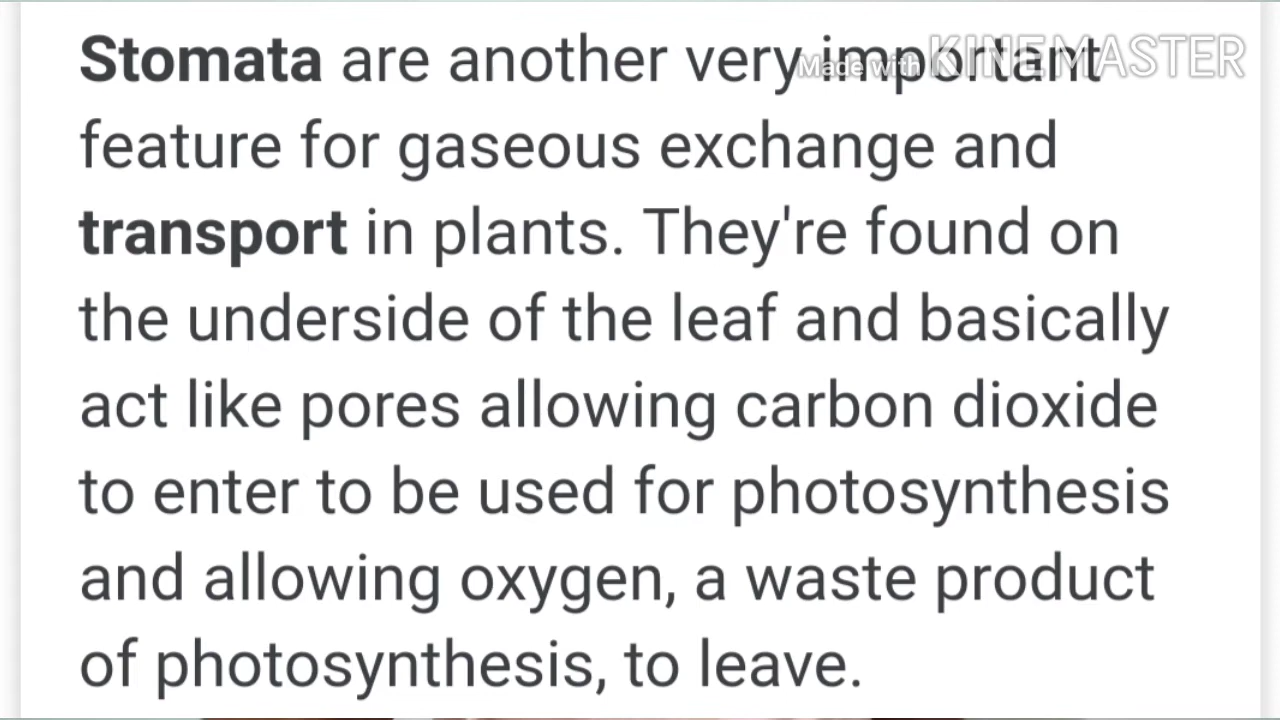 Stomata are another very important
Made with KINEMASTER
feature for gaseous exchange and
transport in plants. They're found on
the underside of the leaf and basically
act like pores allowing carbon dioxide
to enter to be used for photosynthesis
and allowing oxygen, a waste product
of photosynthesis, to leave.